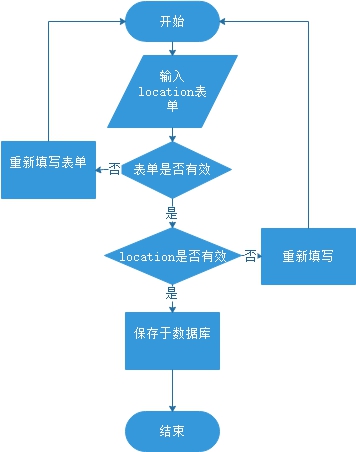 开始
输入
location表
单
重新填写表单
否
表单是否有效
是
location是否有效
否
重新填写
是
保存于数据库
结束